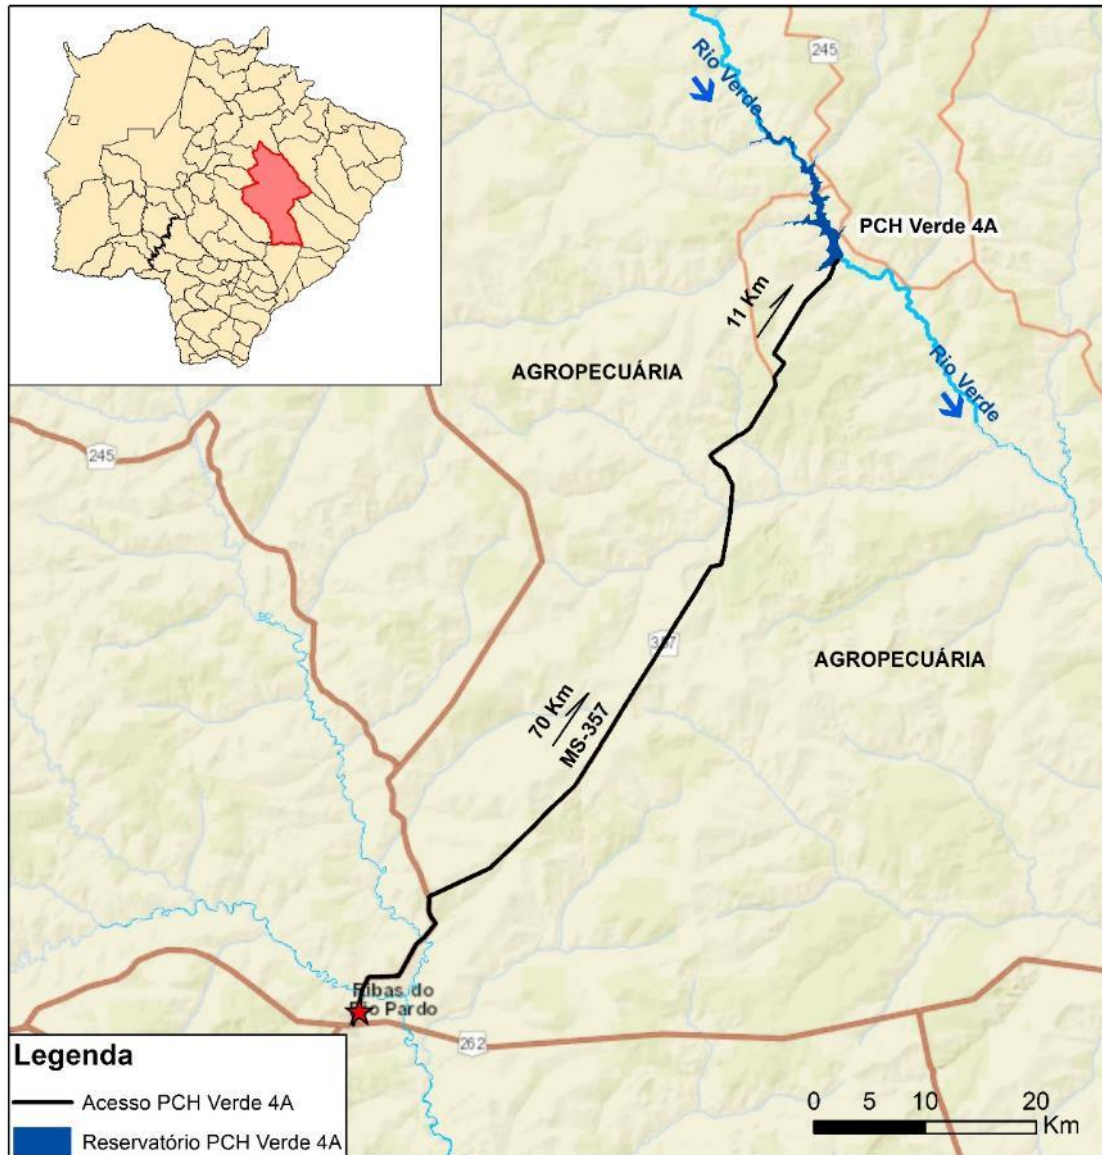 245
Rio Verde
PCH Verde 4A
11 Km
AGROPECUÁRIA
Rio Verde
245
357
AGROPECUÁRIA
70 Km
MS-357
Ribas do
Rio Pardo
262
Legenda
Acesso PCH Verde 4A
Reservatório PCH Verde 4A
0 5 10 20
Km